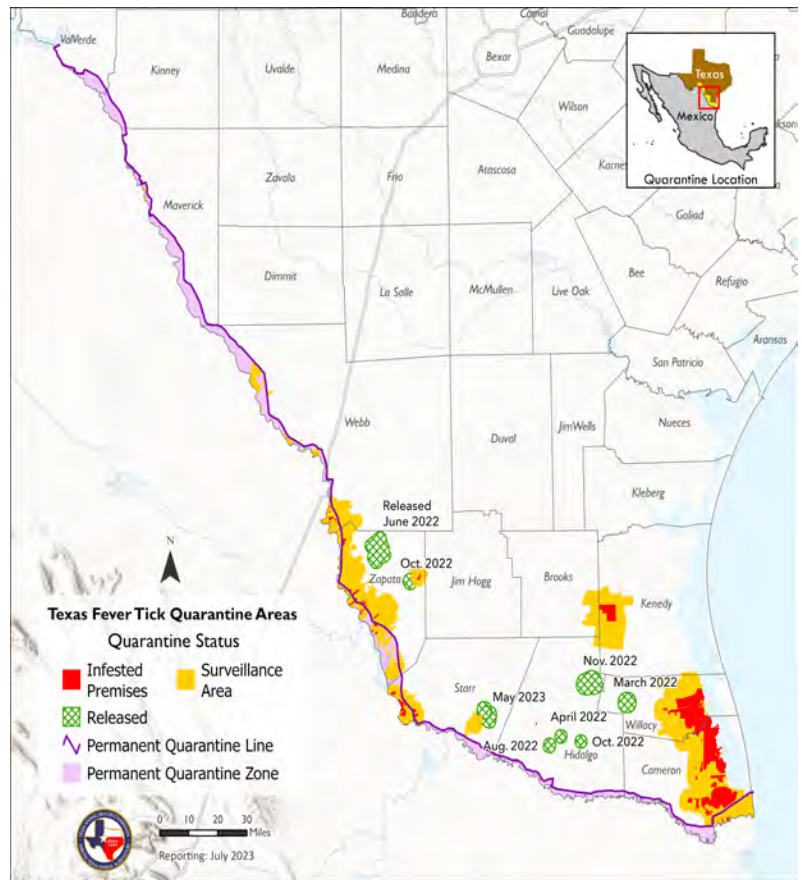 Bandera
Comal
Guadalupe
ValVerde
Kinney
Uvalde
Medina
Bexar
Wilson
Texas
Mexico
Quarantine Location
Karnes
Maverick
Zavala
Frio
Atascosa
Goliad
Dimmit
La Salle
McMullen
Live Oak
Bee
Refugio
Aransas
San Patricio
Webb
Duval
JimWells
Nueces
Kleberg
Released
June 2022
N
Oct. 2022
Zapata
Jim Hogg
Brooks
Kenedy
Texas Fever Tick Quarantine Areas
Quarantine Status
Infested
Premises
Surveillance
Area
Released
Permanent Quarantine Line
Permanent Quarantine Zone
Nov. 2022
March 2022
Starr
May 2023
April 2022
Willacy
Aug. 2022
Oct. 2022
Hidalgo
Cameron
0 10 20 30
Miles
Reporting: July 2023